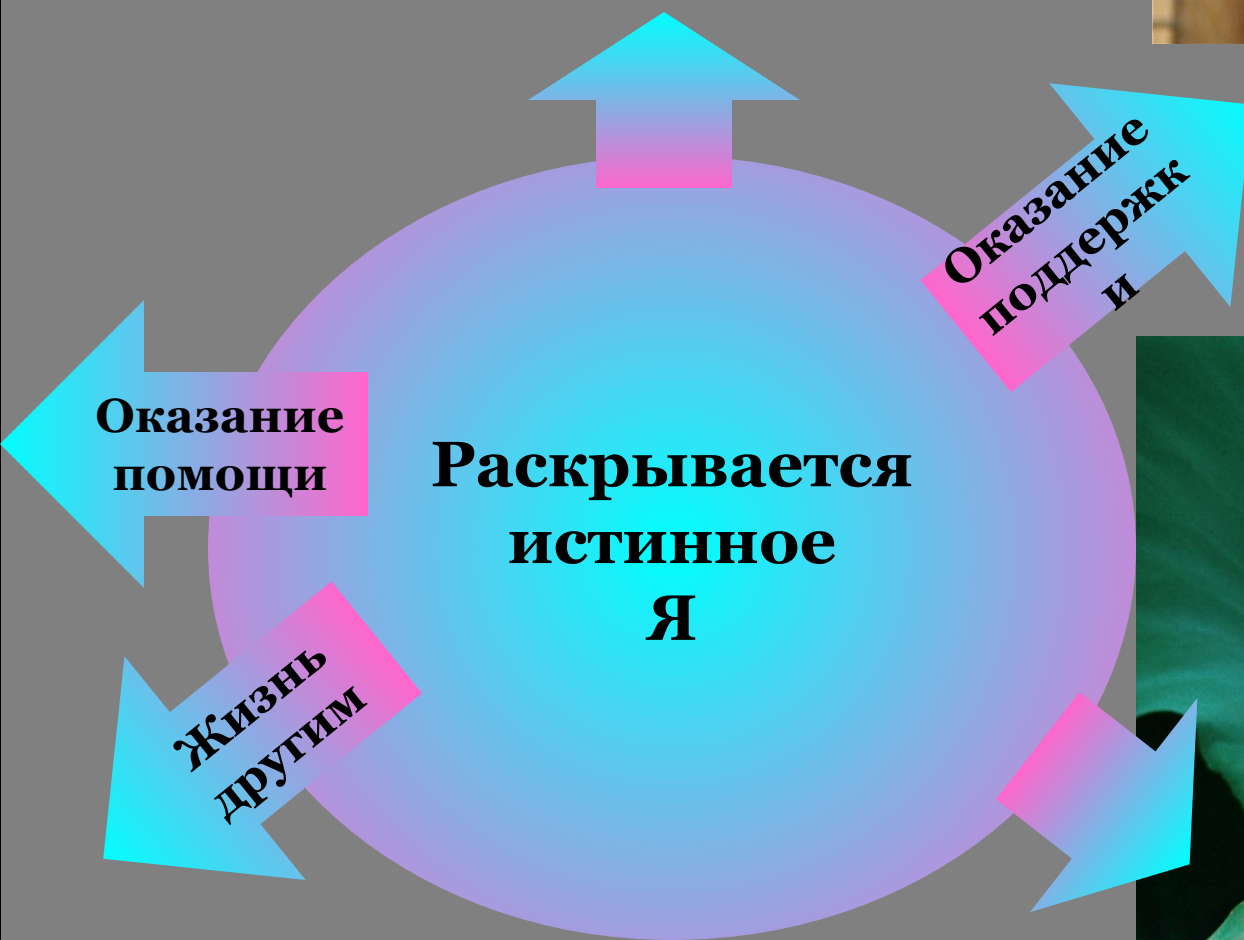 Оказание
поддержк
и
Оказание
помощи
Раскрывается
истинное
Я
Жизнь
другим